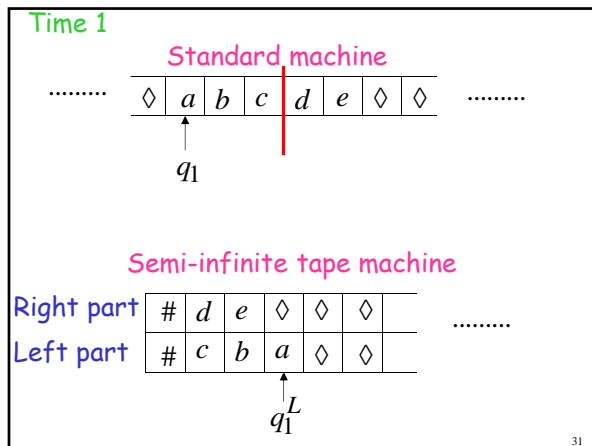 Time 1
Standard machine
......... ◊ a b c d e ◊ ◊ .........
q₁
Semi-infinite tape machine
Right part # d e ◊ ◊ ◊ .........
Left part # c b a ◊ ◊
q₁ᴸ
31